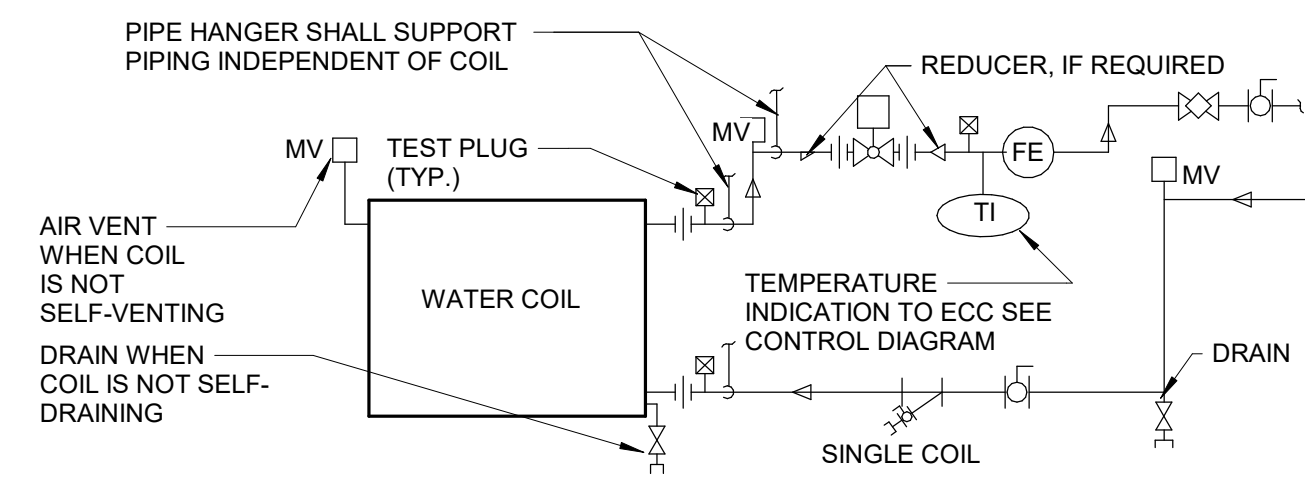 PIPE HANGER SHALL SUPPORT
PIPING INDEPENDENT OF COIL
REDUCER, IF REQUIRED
MV
TEST PLUG
(TYP.)
MV
FE
MV
AIR VENT
WHEN COIL
IS NOT
SELF-VENTING
TI
WATER COIL
TEMPERATURE
INDICATION TO ECC SEE
CONTROL DIAGRAM
DRAIN WHEN
COIL IS NOT SELF-
DRAINING
DRAIN
SINGLE COIL